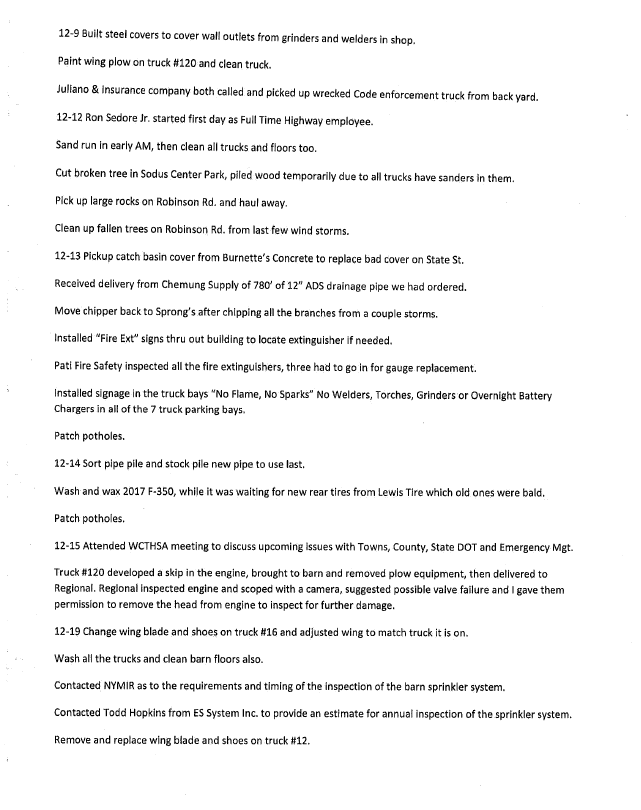 12-9 Built steel covers to cover wall outlets from grinders and welders in shop.
Paint wing plow on truck #120 and clean truck.
Juliano & Insurance company both called and picked up wrecked Code enforcement truck from back yard.
12-12 Ron Sedore Jr. started first day as Full Time Highway employee.
Sand run in early AM, then clean all trucks and floors too.
Cut broken tree in Sodus Center Park, piled wood temporarily due to all trucks have sanders in them.
Pick up large rocks on Robinson Rd. and haul away.
Clean up fallen trees on Robinson Rd. from last few wind storms.
12-13 Pickup catch basin cover from Burnette's Concrete to replace bad cover on State St.
Received delivery from Chemung Supply of 780' of 12" ADS drainage pipe we had ordered.
Move chipper back to Sprong's after chipping all the branches from a couple storms.
Installed "Fire Ext" signs thru out building to locate extinguisher if needed.
Pati Fire Safety inspected all the fire extinguishers, three had to go in for gauge replacement.
Installed signage in the truck bays "No Flame, No Sparks" No Welders, Torches, Grinders or Overnight Battery
Chargers in all of the 7 truck parking bays.
Patch potholes.
12-14 Sort pipe pile and stock pile new pipe to use last.
Wash and wax 2017 F-350, while it was waiting for new rear tires from Lewis Tire which old ones were bald.
Patch potholes.
12-15 Attended WCTHSA meeting to discuss upcoming issues with Towns, County, State DOT and Emergency Mgt.
Truck #120 developed a skip in the engine, brought to barn and removed plow equipment, then delivered to
Regional. Regional inspected engine and scoped with a camera, suggested possible valve failure and I gave them
permission to remove the head from engine to inspect for further damage.
12-19 Change wing blade and shoes on truck #16 and adjusted wing to match truck it is on.
Wash all the trucks and clean barn floors also.
Contacted NYMIR as to the requirements and timing of the inspection of the barn sprinkler system.
Contacted Todd Hopkins from ES System Inc. to provide an estimate for annual inspection of the sprinkler system.
Remove and replace wing blade and shoes on truck #12.